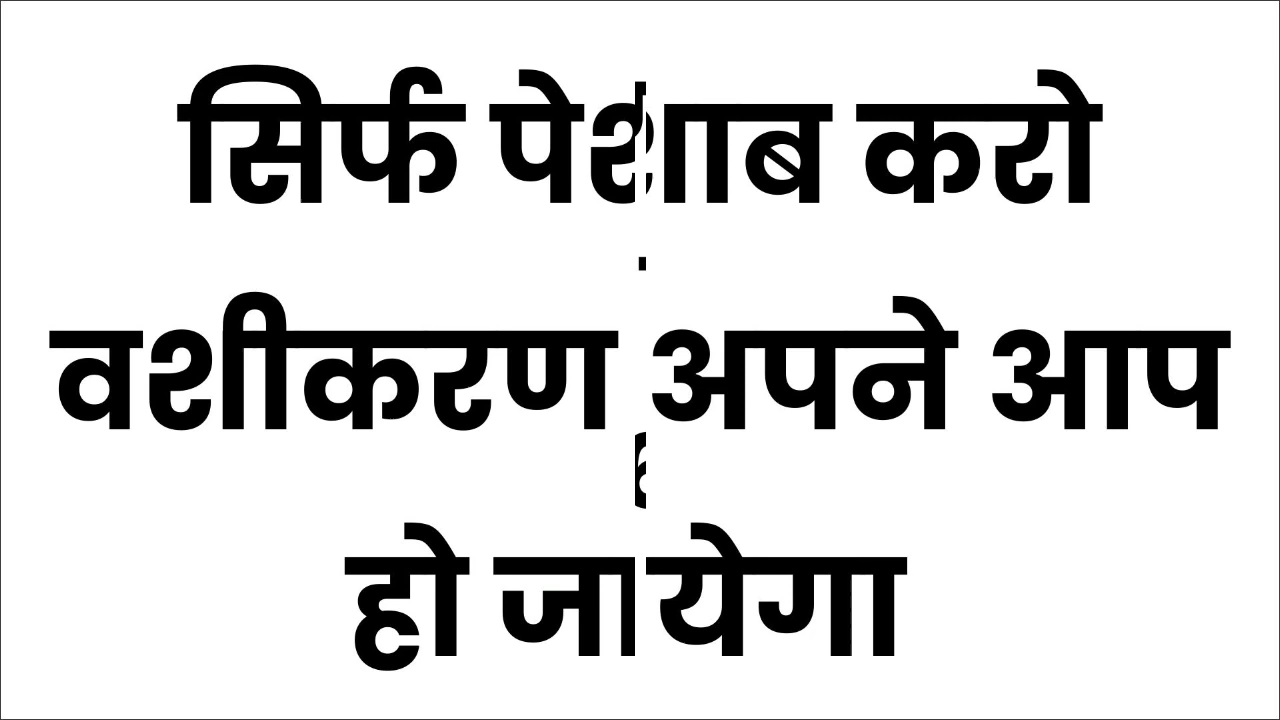 सिर्फ पेशाब करो
वशीकरण अपने आप
हो जायेगा